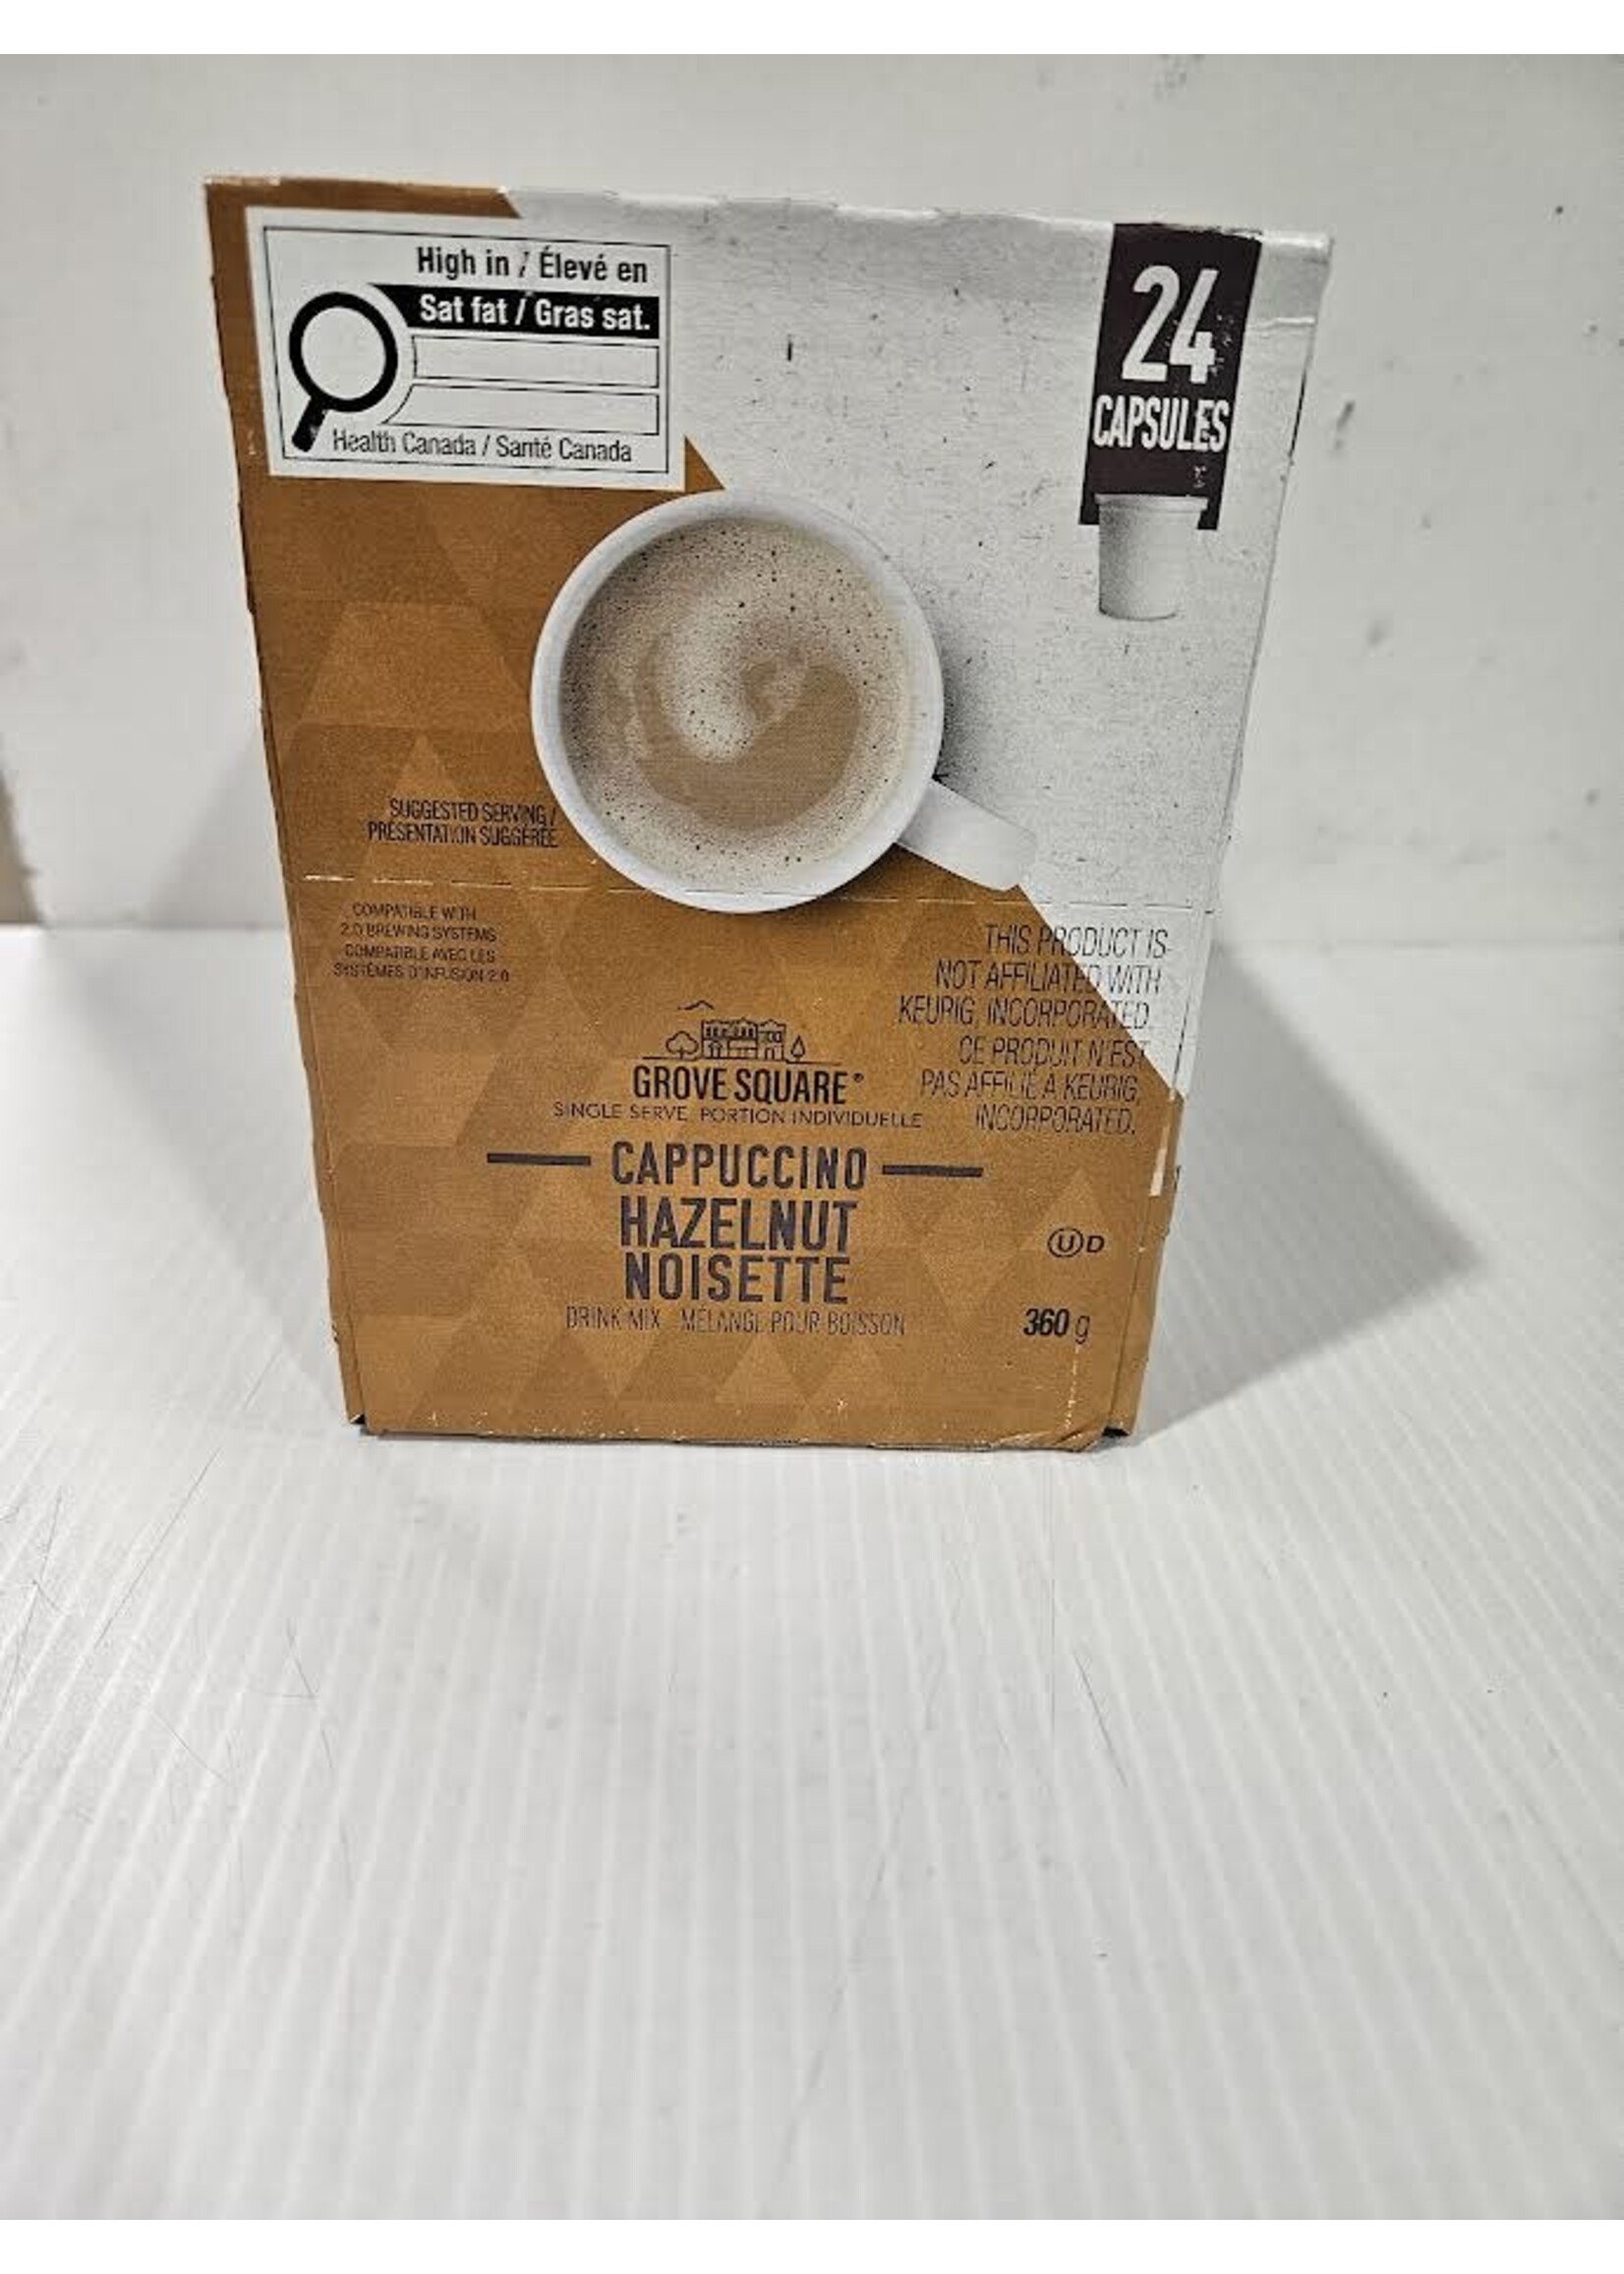 High in / Élevé en
Sat fat / Gras sat.
Health Canada / Santé Canada
24
CAPSULES
SUGGESTED SERVING /
PRÉSENTATION SUGGÉRÉE
COMPATIBLE WITH
2.0 BREWING SYSTEMS
COMPATIBLE AVEC LES
SYSTÈMES D'INFUSION 2.0
THIS PRODUCT IS
NOT AFFILIATED WITH
KEURIG, INCORPORATED.
CE PRODUIT N'EST
PAS AFFILIÉ À KEURIG,
INCORPORATED.
GROVE SQUARE®
SINGLE SERVE PORTION INDIVIDUELLE
CAPPUCCINO
HAZELNUT
NOISETTE
DRINK MIX MÉLANGE POUR BOISSON
U D
360 g